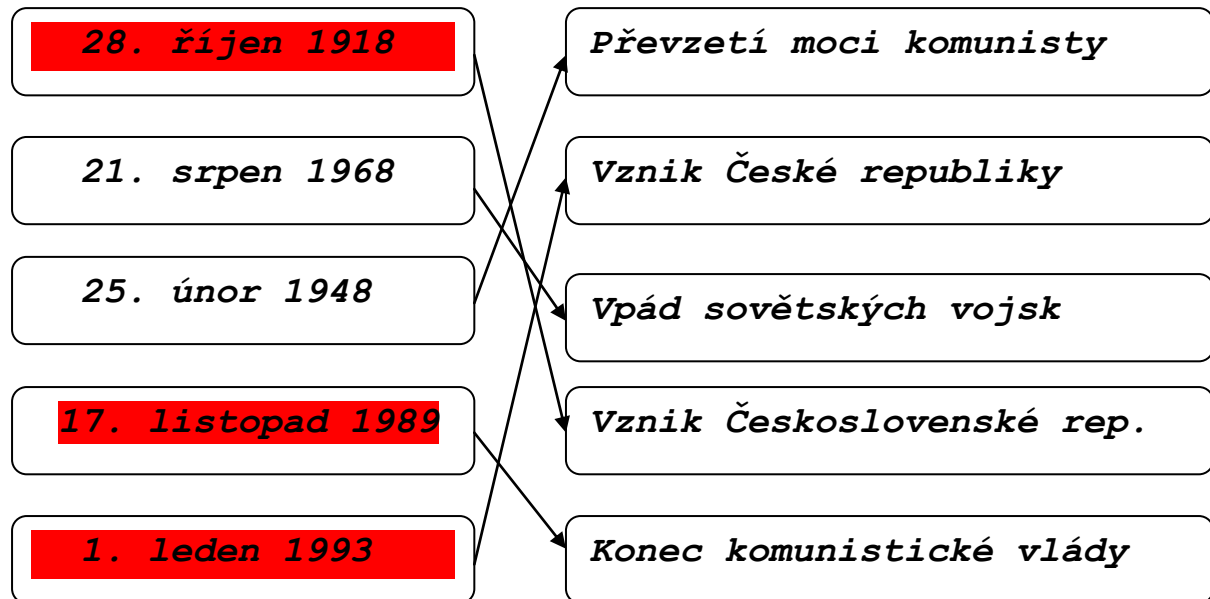 28. říjen 1918
Převzetí moci komunisty
21. srpen 1968
Vznik České republiky
25. únor 1948
Vpád sovětských vojsk
17. listopad 1989
Vznik Československé rep.
1. leden 1993
Konec komunistické vlády